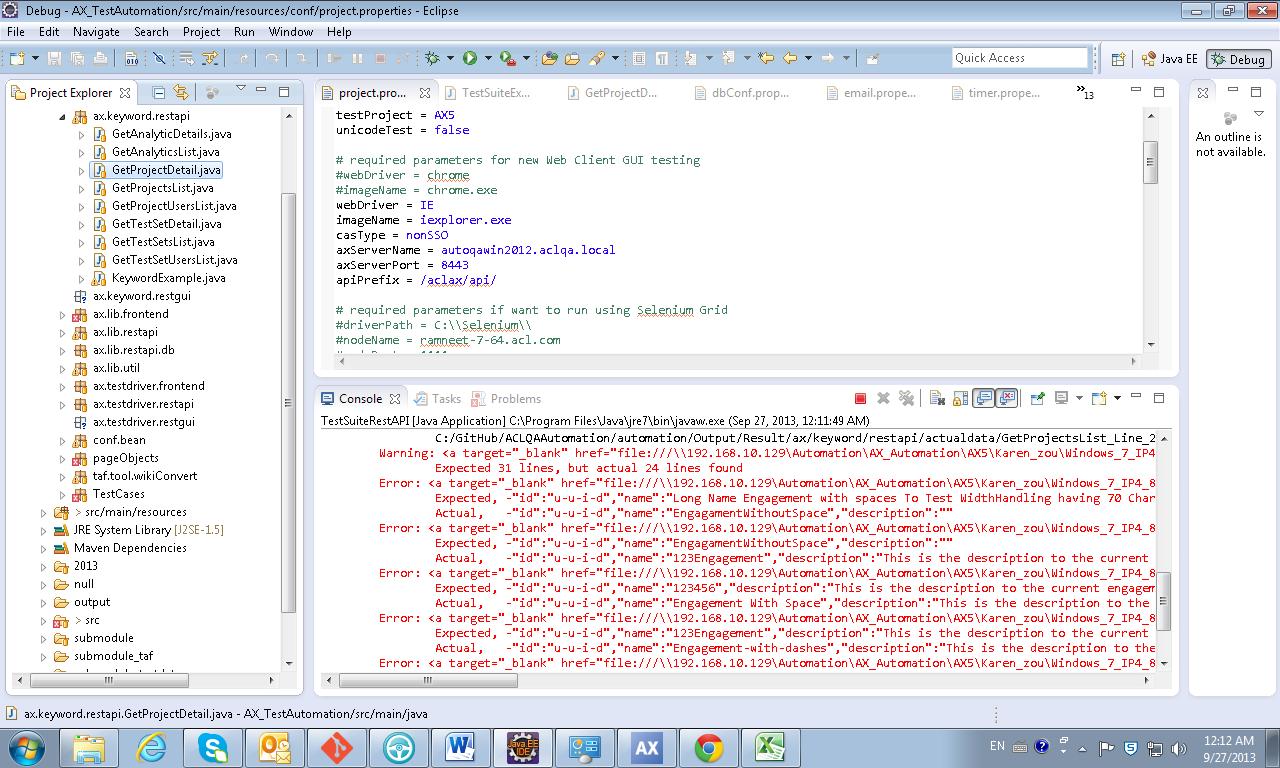 Debug - AX_TestAutomation/src/main/resources/conf/project.properties - Eclipse
File Edit Navigate Search Project Run Window Help
Quick Access
Java EE
Debug
Project Explorer
ax.keyword.restapi
GetAnalyticDetails.java
GetAnalyticsList.java
GetProjectDetail.java
GetProjectsList.java
GetProjectUsersList.java
GetTestSetDetail.java
GetTestSetsList.java
GetTestSetUsersList.java
KeywordExample.java
ax.keyword.restgui
ax.lib.frontend
ax.lib.restapi
ax.lib.restapi.db
ax.lib.util
ax.testdriver.frontend
ax.testdriver.restapi
ax.testdriver.restgui
conf.bean
pageObjects
taf.tool.wikiConvert
TestCases
> src/main/resources
JRE System Library [J2SE-1.5]
Maven Dependencies
2013
null
output
> src
submodule
submodule_taf
project.pro...
TestSuiteEx...
GetProjectD...
dbConf.prop...
email.prope...
timer.prope...
»13
testProject = AX5
unicodeTest = false
# required parameters for new Web Client GUI testing
#webDriver = chrome
#imageName = chrome.exe
webDriver = IE
imageName = iexplorer.exe
casType = nonSSO
axServerName = autoqawin2012.aclqa.local
axServerPort = 8443
apiPrefix = /aclax/api/
# required parameters if want to run using Selenium Grid
#driverPath = C:\\Selenium\\
#nodeName = ramneet-7-64.acl.com
An outline is
not available.
Console
Tasks
Problems
TestSuiteRestAPI [Java Application] C:\Program Files\Java\jre7\bin\javaw.exe (Sep 27, 2013, 12:11:49 AM)
C:/GitHub/ACLQAAutomation/automation/Output/Result/ax/keyword/restapi/actualdata/GetProjectsList_Line_2
Warning: <a target="_blank" href="file:///\\192.168.10.129\Automation\AX_Automation\AX5\Karen_zou\Windows_7_IP4
Expected 31 lines, but actual 24 lines found
Error: <a target="_blank" href="file:///\\192.168.10.129\Automation\AX_Automation\AX5\Karen_zou\Windows_7_IP4_8
Expected, -"id":"u-u-i-d","name":"Long Name Engagement with spaces To Test WidthHandling having 70 Char
Actual, -"id":"u-u-i-d","name":"EngagamentWithoutSpace","description":""
Error: <a target="_blank" href="file:///\\192.168.10.129\Automation\AX_Automation\AX5\Karen_zou\Windows_7_IP4_8
Expected, -"id":"u-u-i-d","name":"EngagamentWithoutSpace","description":""
Actual, -"id":"u-u-i-d","name":"123Engagement","description":"This is the description to the current
Error: <a target="_blank" href="file:///\\192.168.10.129\Automation\AX_Automation\AX5\Karen_zou\Windows_7_IP4_8
Expected, -"id":"u-u-i-d","name":"123456","description":"This is the description to the current engagem
Actual, -"id":"u-u-i-d","name":"Engagement With Space","description":"This is the description to the
Error: <a target="_blank" href="file:///\\192.168.10.129\Automation\AX_Automation\AX5\Karen_zou\Windows_7_IP4_8
Expected, -"id":"u-u-i-d","name":"123Engagement","description":"This is the description to the current
Actual, -"id":"u-u-i-d","name":"Engagement-with-dashes","description":"This is the description to the
Error: <a target="_blank" href="file:///\\192.168.10.129\Automation\AX_Automation\AX5\Karen_zou\Windows_7_IP4_8
ax.keyword.restapi.GetProjectDetail.java - AX_TestAutomation/src/main/java
Java EE
IDE
AX
EN
12:12 AM
9/27/2013